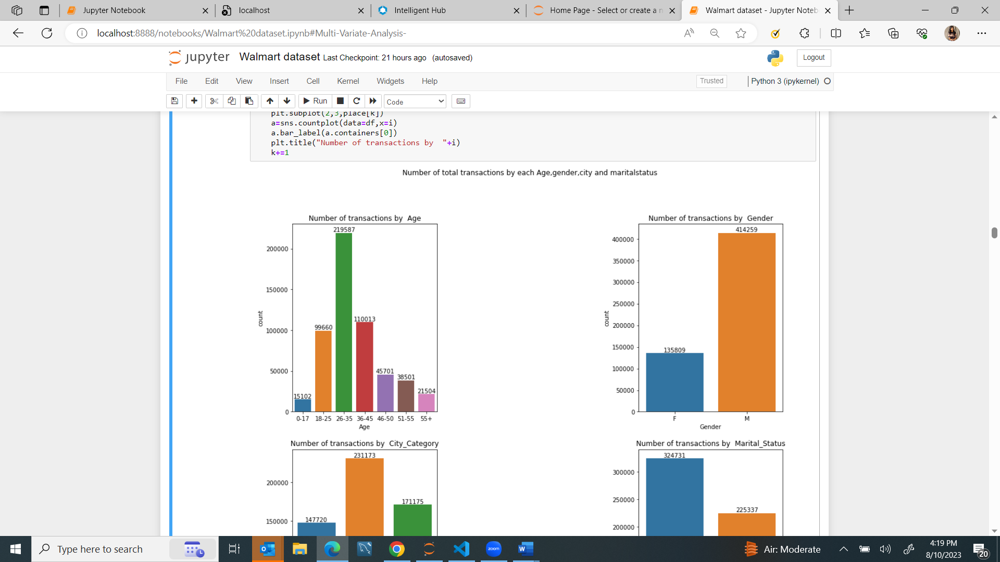 Jupyter Notebook
localhost
Intelligent Hub
Home Page - Select or create a n
Walmart dataset - Jupyter Noteb
localhost:8888/notebooks/Walmart%20dataset.ipynb#Multi-Variate-Analysis-
jupyter Walmart dataset Last Checkpoint: 21 hours ago (autosaved)
Logout
File Edit View Insert Cell Kernel Widgets Help
Trusted
Python 3 (ipykernel)
Run
Code
plt.subplot(2,3,place[k])
a=sns.countplot(data=df,x=i)
a.bar_label(a.containers[0])
plt.title("Number of transactions by  "+i)
k+=1
Number of total transactions by each Age,gender,city and maritalstatus
Number of transactions by  Age
219587
200000
150000
110013
99660
100000
count
50000
45701
38501
21504
15102
0
0-17 18-25 26-35 36-45 46-50 51-55 55+
Age
Number of transactions by  Gender
414259
400000
350000
300000
250000
count
200000
150000
135809
100000
50000
0
F M
Gender
Number of transactions by  City_Category
231173
200000
171175
147720
150000
Number of transactions by  Marital_Status
324731
300000
250000
225337
200000
Type here to search
zoom
Air: Moderate
4:19 PM
8/10/2023
20